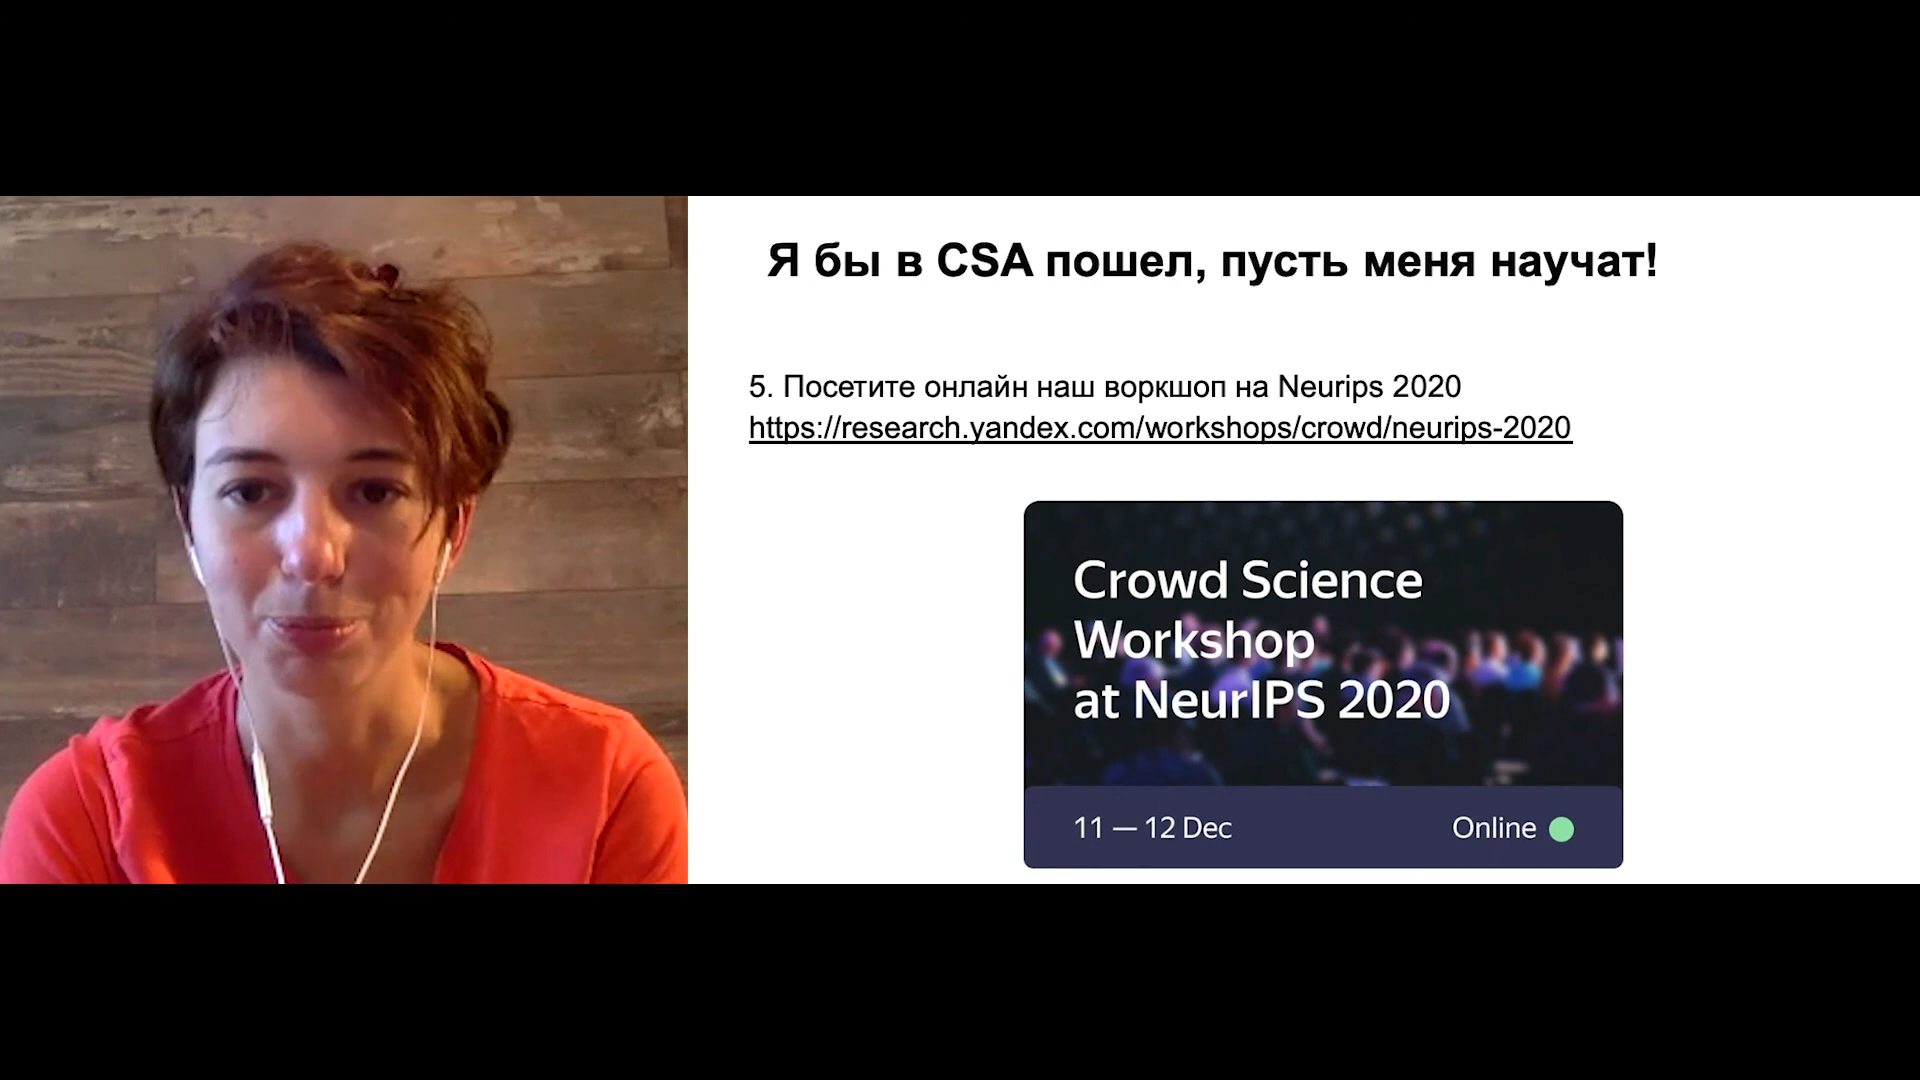 Я бы в CSA пошел, пусть меня научат!
5. Посетите онлайн наш воркшоп на Neurips 2020
https://research.yandex.com/workshops/crowd/neurips-2020
Crowd Science
Workshop
at NeurIPS 2020
11 — 12 Dec
Online